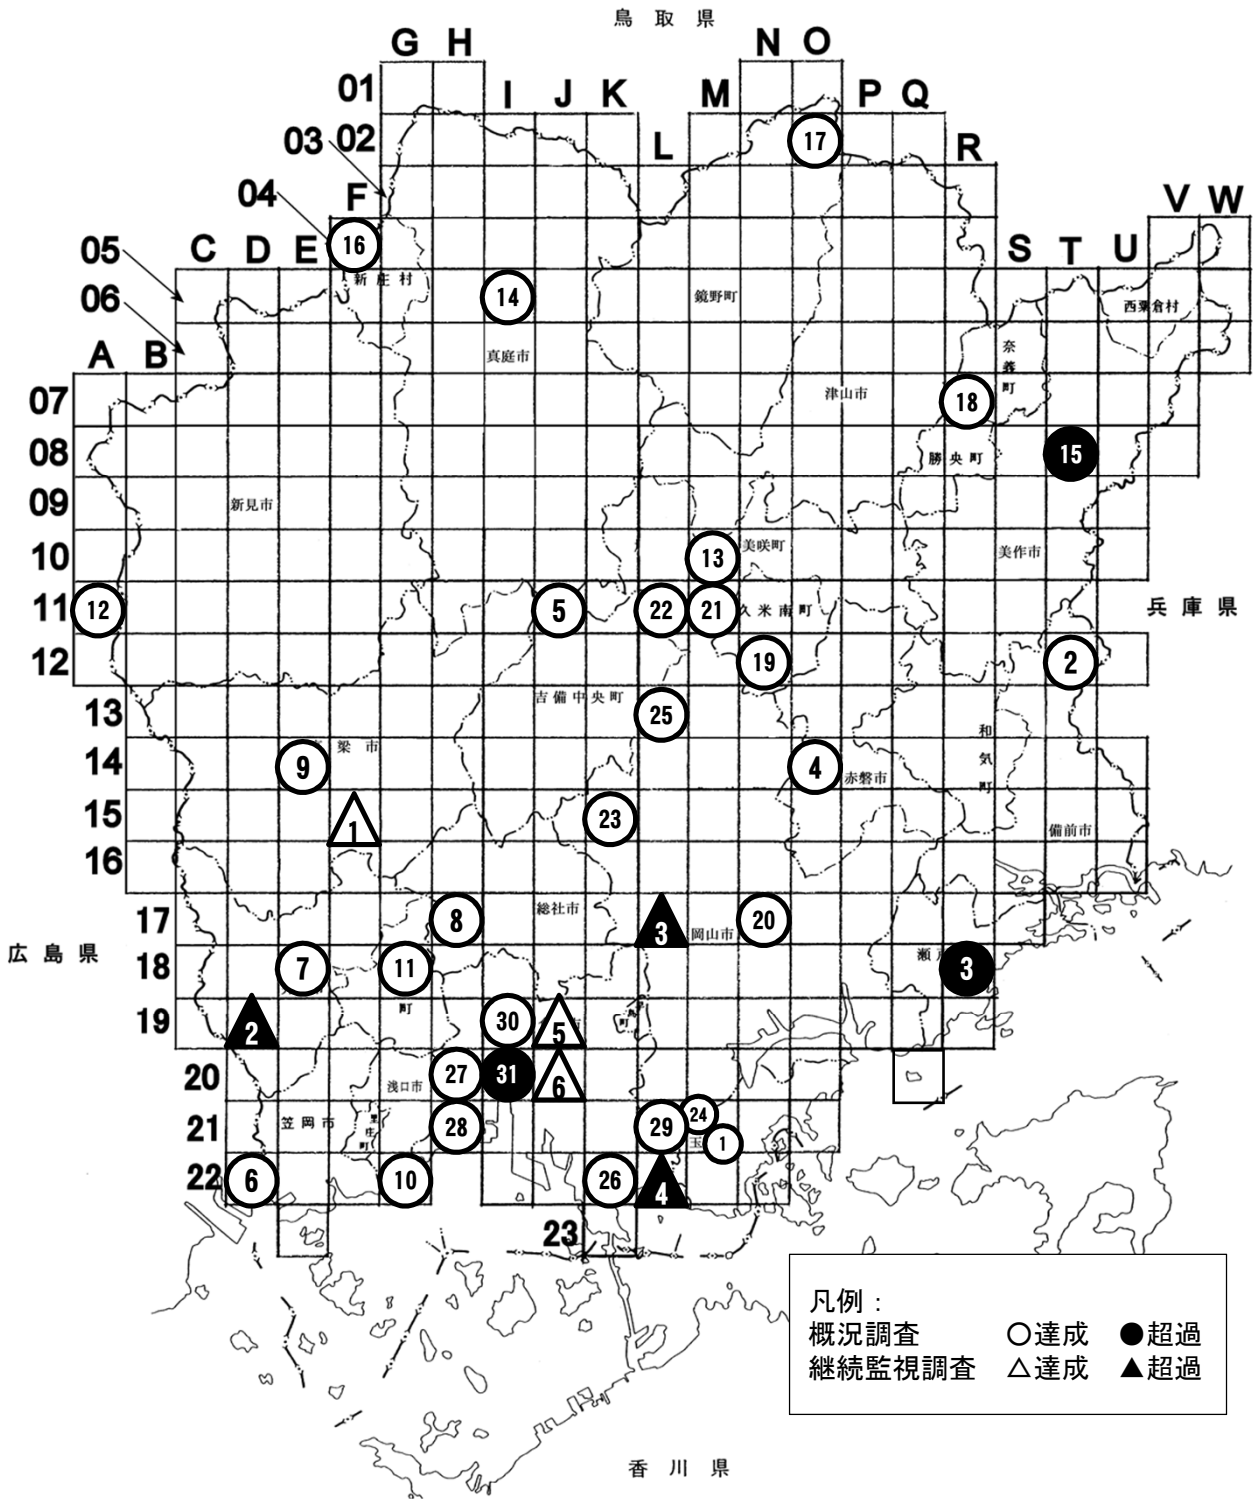 鳥取県
G H N O
01 I J K M P Q
03 02 L 17 R
04 F V W
05 C D E 16 S T U
新庄村 14 鏡野町 西粟倉村
06
A B 真庭市 奈義町
07 津山市 18
08 勝央町 15
09 新見市
10 13 美咲町 美作市
11 12 5 22 21 久米南町 兵庫県
12 19 2
13 吉備中央町 25 和気町
14 9 梁市 4 赤磐市
15 1 23 備前市
16
17 8 総社市 3 岡山市 20
広島県
18 7 11 瀬 3
19 2 町 30 5 島町
20 浅口市 27 31 6
21 笠岡市 里庄町 28 29 24 玉 1
22 6 10 26 4
23
凡例：
概況調査 ○達成 ●超過
継続監視調査 △達成 ▲超過
香川県